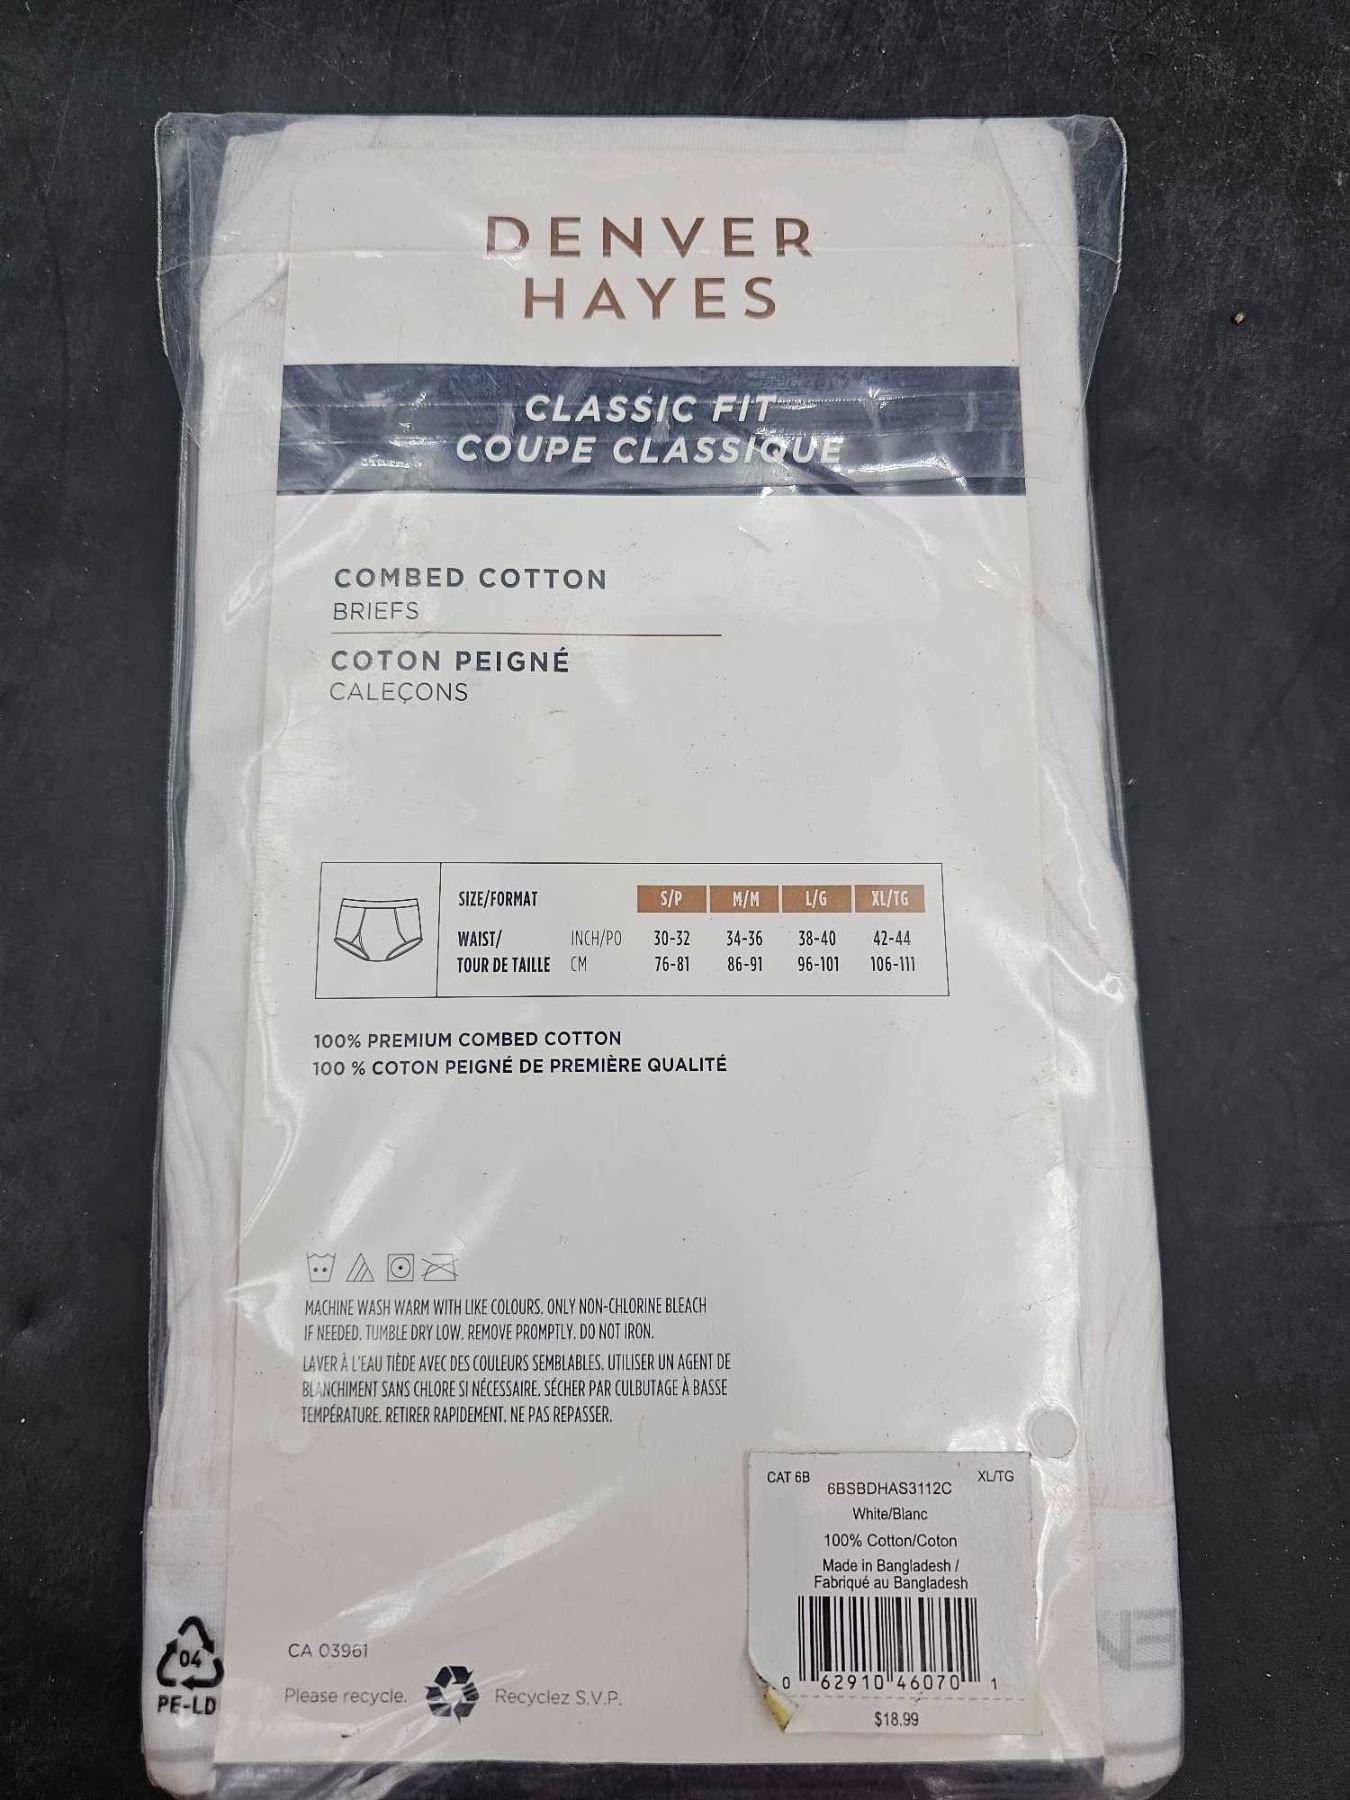 DENVER
HAYES
CLASSIC FIT
COUPE CLASSIQUE
COMBED COTTON
BRIEFS
COTON PEIGNÉ
CALEÇONS
SIZE/FORMAT S/P M/M L/G XL/TG
WAIST/ INCH/PO 30-32 34-36 38-40 42-44
TOUR DE TAILLE CM 76-81 86-91 96-101 106-111
100% PREMIUM COMBED COTTON
100 % COTON PEIGNÉ DE PREMIÈRE QUALITÉ
MACHINE WASH WARM WITH LIKE COLOURS. ONLY NON-CHLORINE BLEACH
IF NEEDED. TUMBLE DRY LOW. REMOVE PROMPTLY. DO NOT IRON.
LAVER À L'EAU TIÈDE AVEC DES COULEURS SEMBLABLES. UTILISER UN AGENT DE
BLANCHIMENT SANS CHLORE SI NÉCESSAIRE. SÉCHER PAR CULBUTAGE À BASSE
TEMPÉRATURE. RETIRER RAPIDEMENT. NE PAS REPASSER.
CAT 6B XL/TG
6BSBDHAS3112C
White/Blanc
100% Cotton/Coton
Made in Bangladesh /
Fabriqué au Bangladesh
0 62910 46070 1
$18.99
CA 03961
Please recycle. Recyclez S.V.P.
04
PE-LD